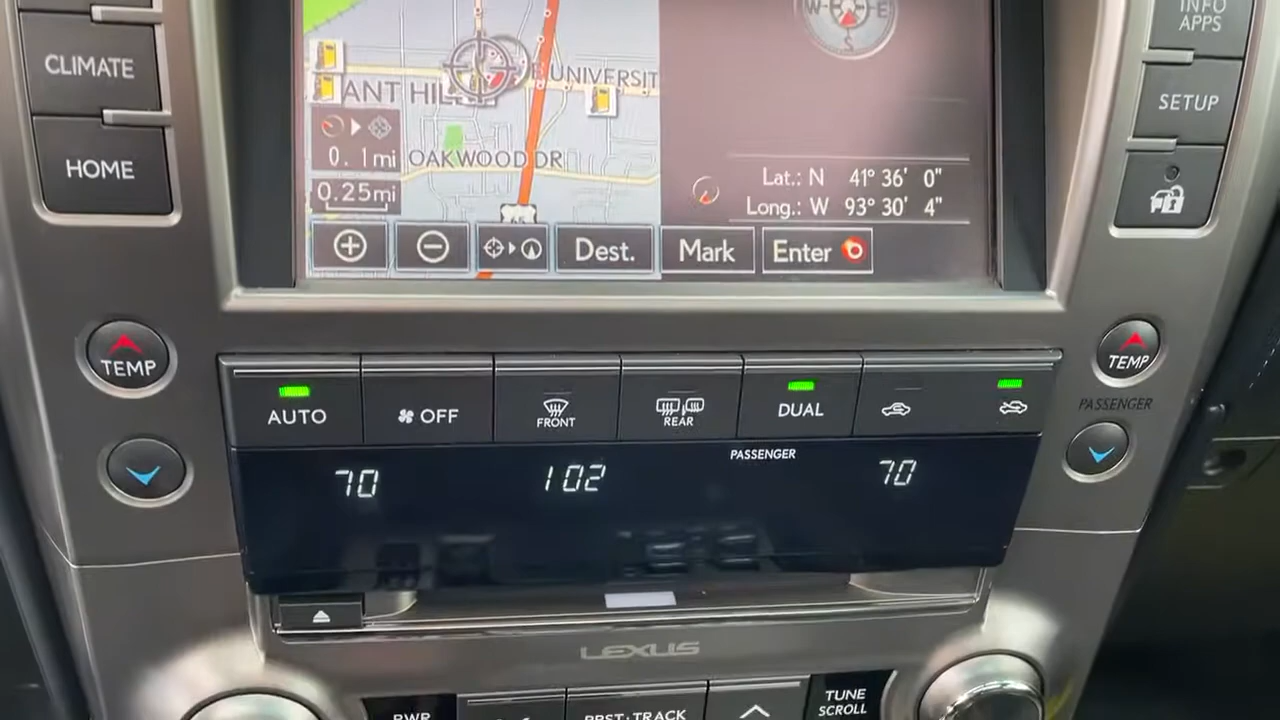 INFO
APPS
W E
S
CLIMATE
UNIVERSIT
ANT HIL
SETUP
HOME
0.1mi
OAKWOOD DR
0.25mi
Lat.: N 41° 36' 0"
Long.: W 93° 30' 4"
Dest.
Mark
Enter
TEMP
TEMP
AUTO
OFF
FRONT
REAR
DUAL
PASSENGER
PASSENGER
70
102
70
LEXUS
PWR
PRST·TRACK
TUNE
SCROLL